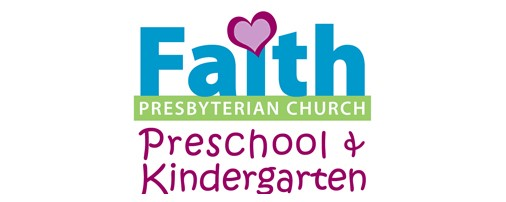 Faith
PRESBYTERIAN CHURCH
Preschool &
Kindergarten